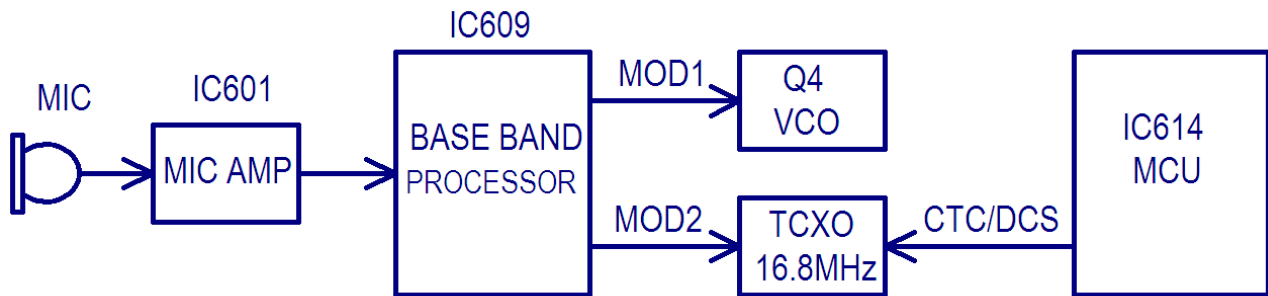 MIC
IC601
MIC AMP
IC609
BASE BAND
PROCESSOR
MOD1
MOD2
Q4
VCO
TCXO
16.8MHz
CTC/DCS
IC614
MCU